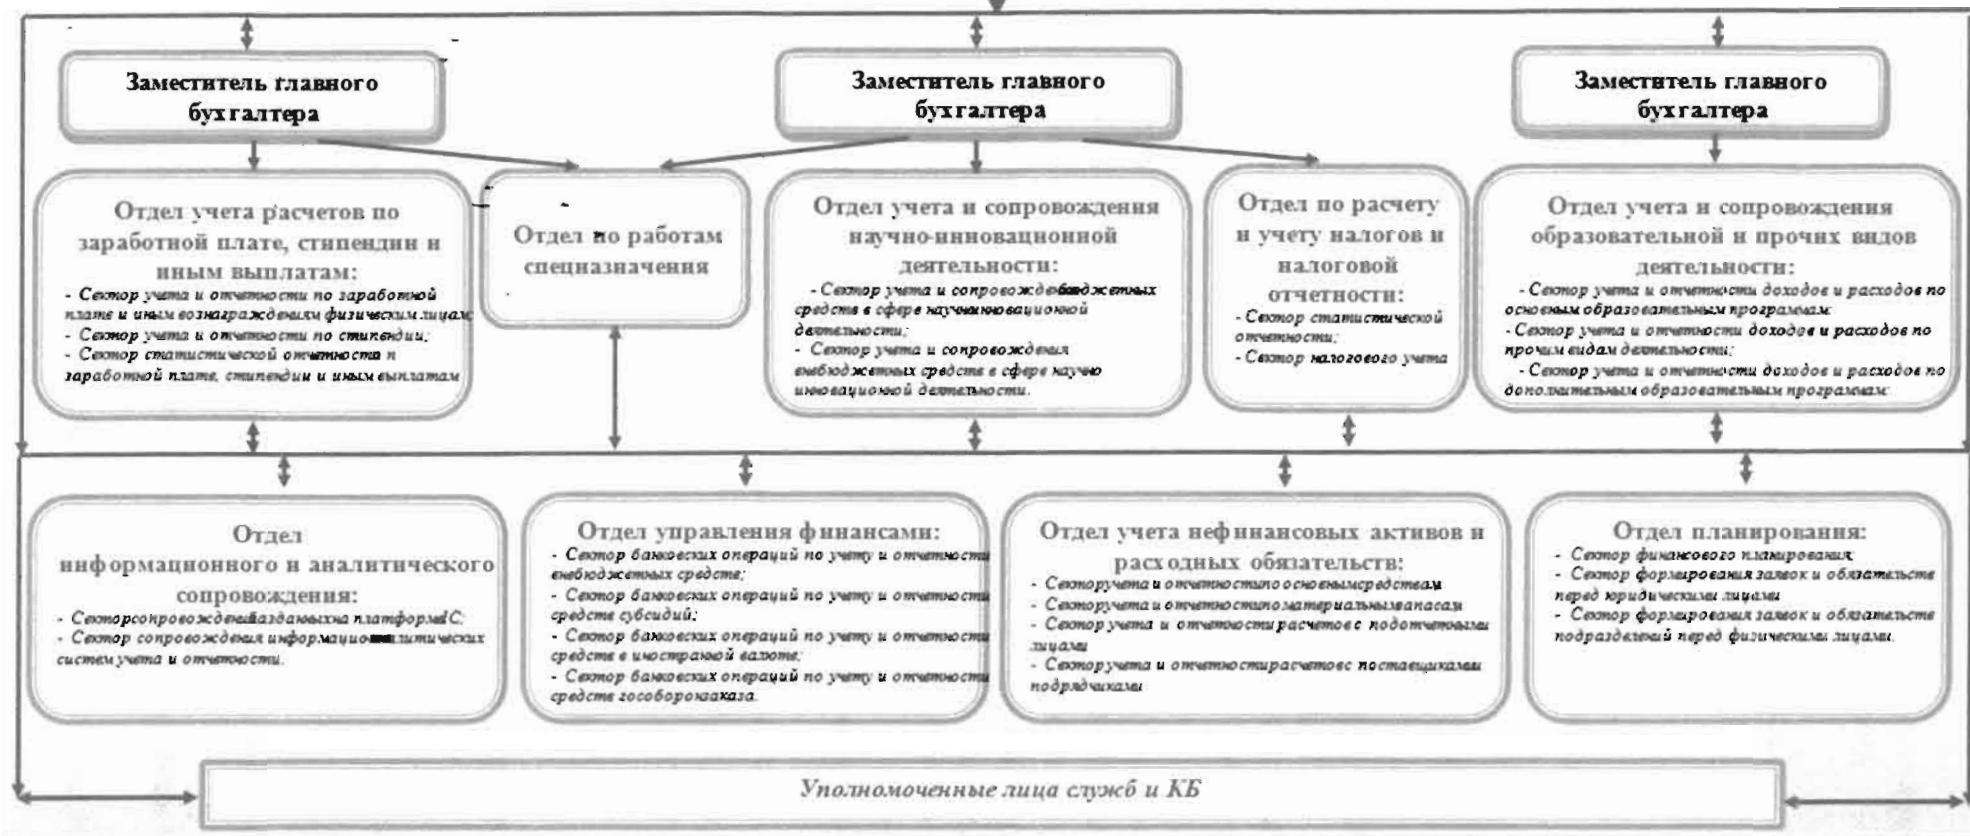 Заместитель главного
бухгалтера
Заместитель главного
бухгалтера
Заместитель главного
бухгалтера
Отдел учета расчетов по
заработной плате, стипендии и
иным выплатам:
- Сектор учета и отчетности по заработной
плате и иным вознаграждениям физическим лицам;
- Сектор учета и отчетности по стипендии;
- Сектор статистической отчетности п
заработной плате, стипендии и иным выплатам
Отдел по работам
спецназначения
Отдел учета и сопровождения
научно-инновационной
деятельности:
- Сектор учета и сопровождения бюджетных
средств в сфере научнинновационной
деятельности;
- Сектор учета и сопровождения
внебюджетных средств в сфере научно
инновационной деятельности.
Отдел по расчету
и учету налогов и
налоговой
отчетности:
- Сектор статистической
отчетности;
- Сектор налогового учета
Отдел учета и сопровождения
образовательной и прочих видов
деятельности:
- Сектор учета и отчетности доходов и расходов по
основным образовательным программам;
- Сектор учета и отчетности доходов и расходов по
прочим видам деятельности;
- Сектор учета и отчетности доходов и расходов по
дополнительным образовательным программам:
Отдел
информационного и аналитического
сопровождения:
- Сектор сопровождения баз данных на платформе 1С;
- Сектор сопровождения
систем учета и отчетности.
Отдел управления финансами:
- Сектор банковских операций по учету и отчетности
внебюджетных средств;
- Сектор банковских операций по учету и отчетности
средств субсидий;
- Сектор банковских операций по учету и отчетности
средств в иностранной валюте;
- Сектор банковских операций по учету и отчетности
средств гособоронзаказа.
Отдел учета нефинансовых активов и
расходных обязательств:
- Сектор учета и отчетности по основным средствам
- Сектор учета и отчетности по материальным запасам
- Сектор учета и отчетности расчетов с подотчетными
лицами
- Сектор учета и отчетности расчетов с поставщиками
подрядчиками
Отдел планирования:
- Сектор финансового планирования;
- Сектор формирования заявок и обязательств
перед юридическими лицами
- Сектор формирования заявок и обязательств
подразделений перед физическими лицами.
Уполномоченные лица служб и КБ